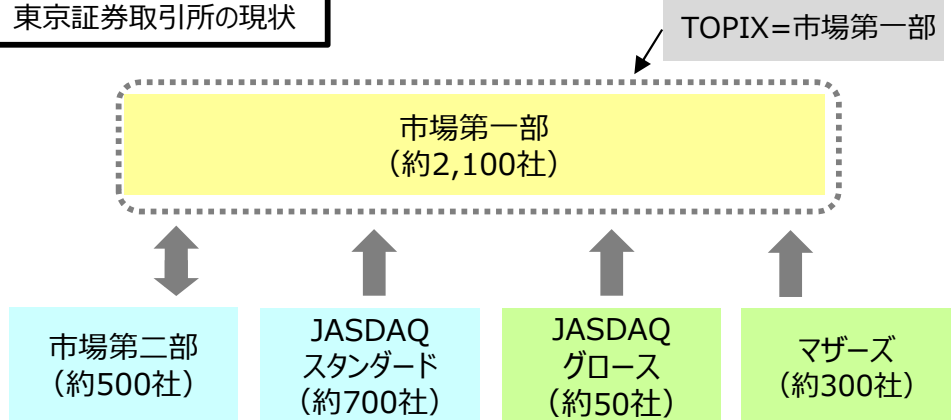 東京証券取引所の現状
TOPIX=市場第一部
市場第一部
（約2,100社）
市場第二部
（約500社）
JASDAQ
スタンダード
（約700社）
JASDAQ
グロース
（約50社）
マザーズ
（約300社）